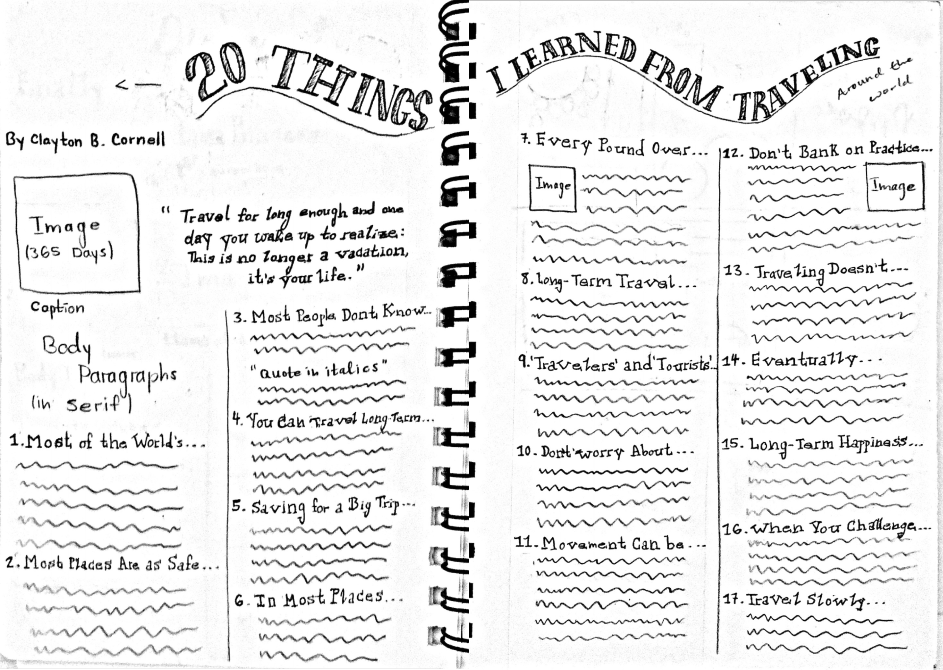 20 THINGS
I LEARNED FROM TRAVELING
Around the
world
By Clayton B. Cornell
Image
(365 Days)
Caption
" Travel for long enough and one
day you wake up to realize:
This is no longer a vacation,
it's your life."
Body
Paragraphs
(in Serif)
1. Most of the World's...
2. Most Places Are as Safe...
3. Most People Dont Know...
"Quote in italics"
4. You Can Travel Long-Term...
5. Saving for a Big Trip...
6. In Most Places...
7. Every Pound Over...
Image
8. Long-Term Travel...
9. 'Travelers' and 'Tourists'...
10. Don't worry About...
11. Movement Can be...
12. Don't Bank on Practice...
Image
13. Traveling Doesn't...
14. Eventually...
15. Long-Term Happiness...
16. When You Challenge...
17. Travel Slowly...